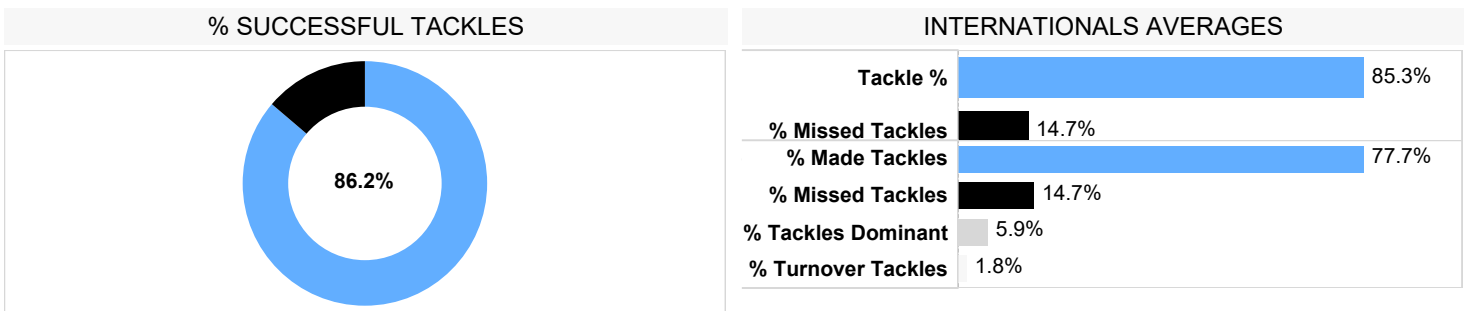 % SUCCESSFUL TACKLES
86.2%
INTERNATIONALS AVERAGES
Tackle % 85.3%
% Missed Tackles 14.7%
% Made Tackles 77.7%
% Missed Tackles 14.7%
% Tackles Dominant 5.9%
% Turnover Tackles 1.8%